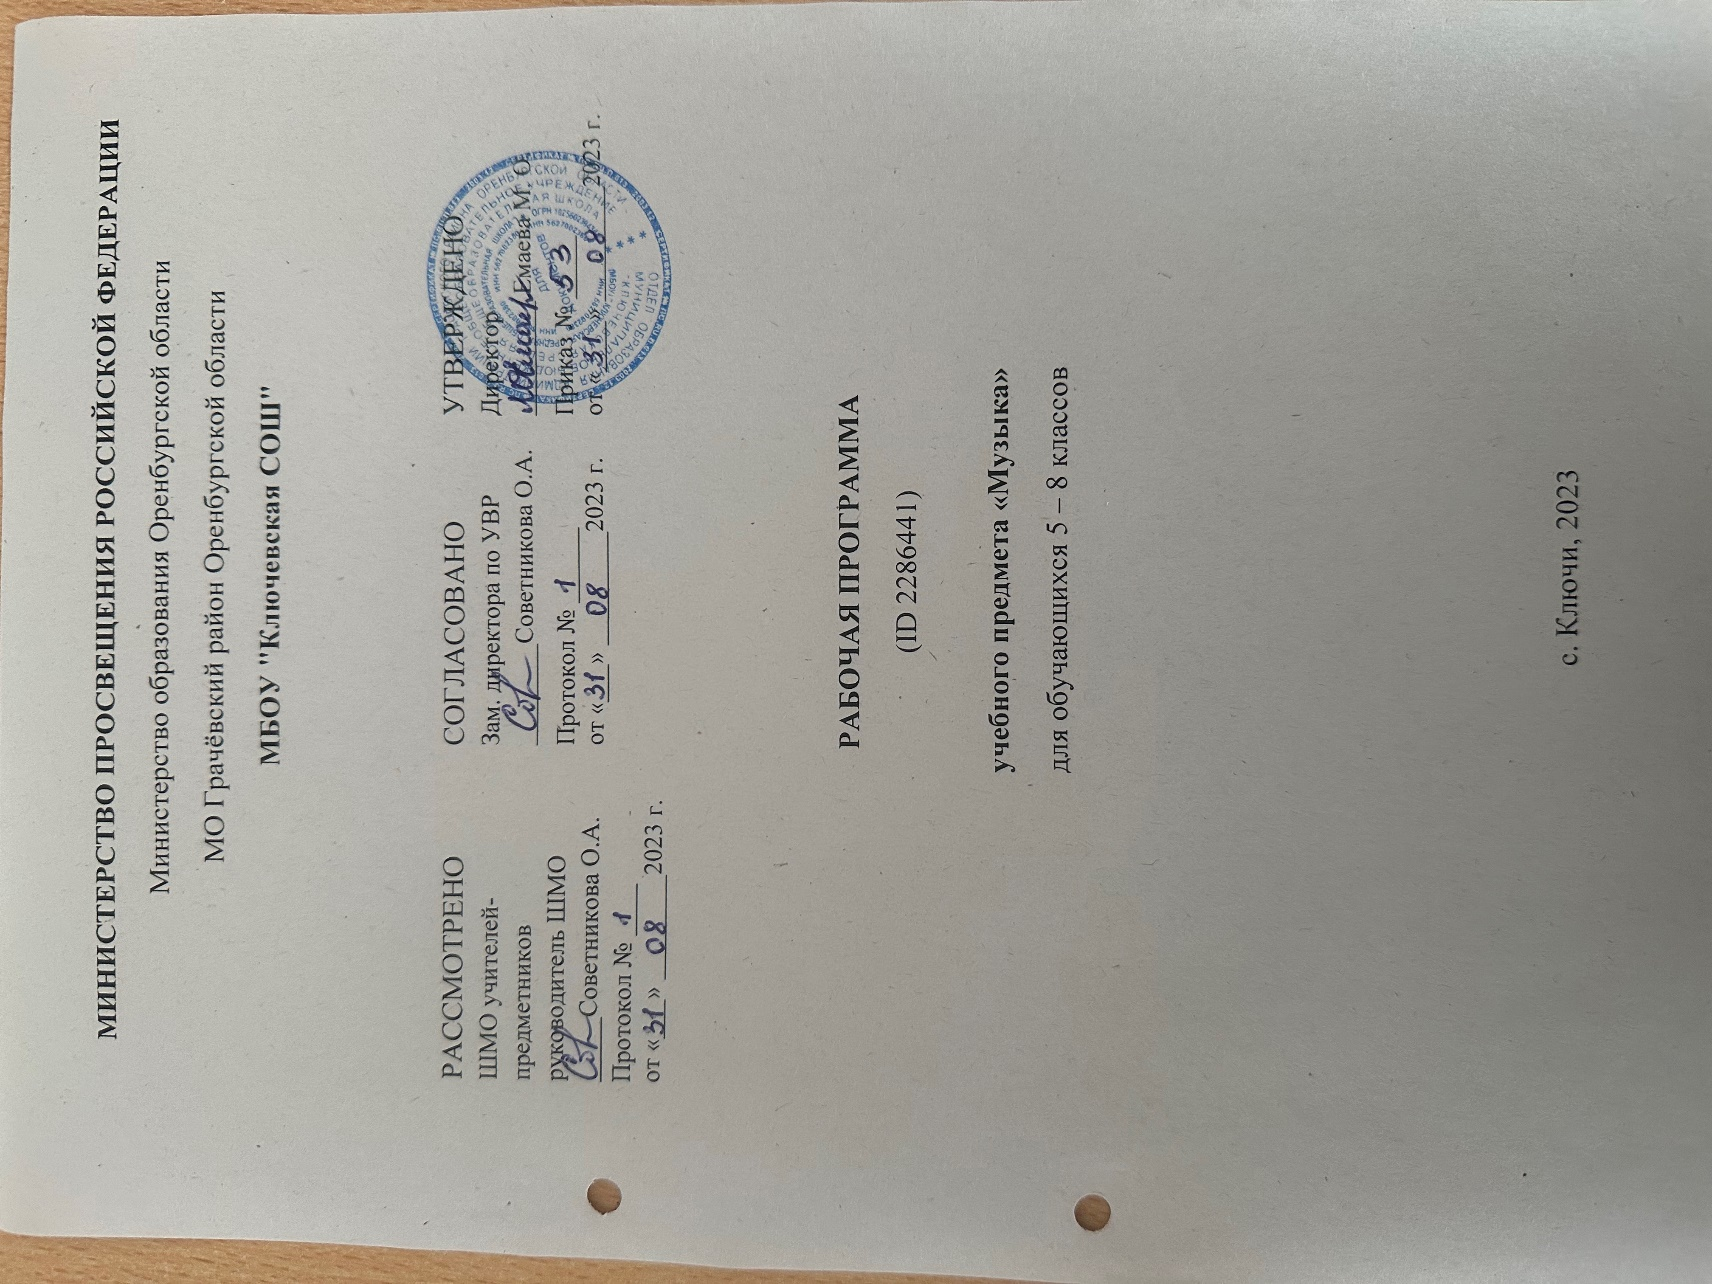 МИНИСТЕРСТВО ПРОСВЕЩЕНИЯ РОССИЙСКОЙ ФЕДЕРАЦИИ
Министерство образования Оренбургской области
МО Грачёвский район Оренбургской области
МБОУ "Ключевская СОШ"
РАССМОТРЕНО
ШМО учителей-
предметников
руководитель ШМО
Советникова О.А.
Протокол № 1
от «31» 08 2023 г.
СОГЛАСОВАНО
Зам. директора по УВР
Советникова О.А.
Протокол № 1
от «31» 08 2023 г.
УТВЕРЖДЕНО
Директор
Емаева М. О.
Приказ № 53
от «31» 08 2023 г.
РАБОЧАЯ ПРОГРАММА
(ID 2286441)
учебного предмета «Музыка»
для обучающихся 5 – 8 классов
с. Ключи, 2023